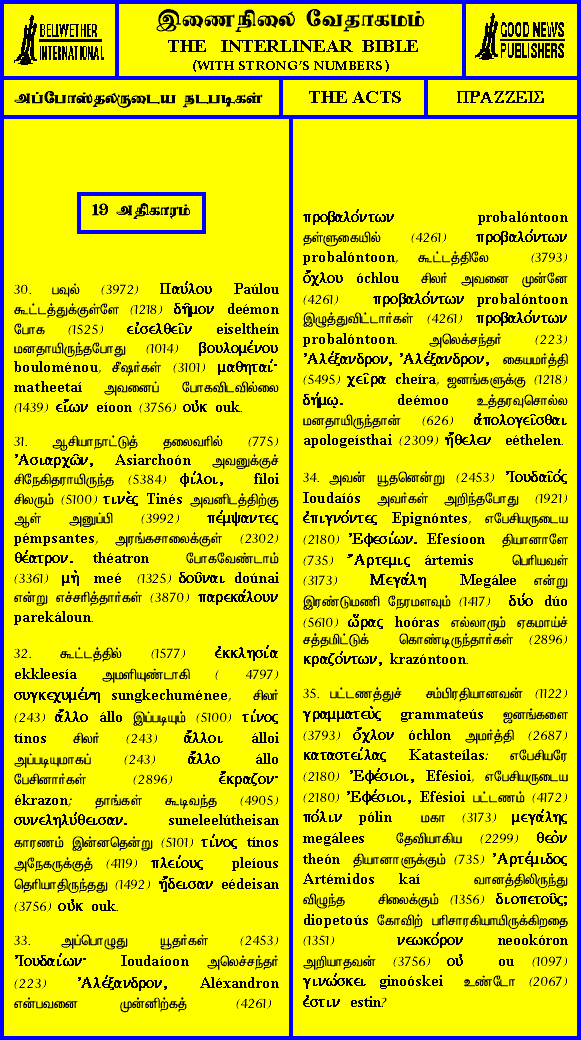 BELLWETHER
INTERNATIONAL
இணைநிலை வேதாகமம்
THE INTERLINEAR BIBLE
(WITH STRONG'S NUMBERS)
GOOD NEWS
PUBLISHERS
அப்போஸ்தலருடைய நடபடிகள்
THE ACTS
ΠΡΑΖΖΕΙΣ
19 அதிகாரம்
30. பவுல் (3972) Παύλου Paúlou
கூட்டத்துக்குள்ளே (1218) δῆμον deémon
போக (1525) εἰσελθεῖν eiseltheín
மனதாயிருந்தபோது (1014) βουλομένου
bouloménou, சீஷர்கள் (3101) μαθηταί·
matheetaí அவனைப் போகவிடவில்லை
(1439) εἴων eíoon (3756) οὐκ ouk.
31. ஆசியாநாட்டுத் தலைவரில் (775)
Ἀσιαρχῶν, Asiarchoón அவனுக்குச்
சிநேகிதராயிருந்த (5384) φίλοι, fíloi
சிலரும் (5100) τινὲς Tinés அவனிடத்திற்கு
ஆள் அனுப்பி (3992) πέμψαντες
pémpsantes, அரங்கசாலைக்குள் (2302)
θέατρον. théatron போகவேண்டாம்
(3361) μὴ meé (1325) δοῦναι doúnai
என்று எச்சரித்தார்கள் (3870) παρεκάλουν
parekáloun.
32. கூட்டத்தில் (1577) ἐκκλησία
ekkleesía அமளியுண்டாகி ( 4797)
συγκεχυμένη sungkechuménee, சிலர்
(243) ἄλλο állo இப்படியும் (5100) τίνος
tínos சிலர் (243) ἄλλοι álloi
அப்படியுமாகப் (243) ἄλλο állo
பேசினார்கள் (2896) ἔκραζον·
ékrazon; தாங்கள் கூடிவந்த (4905)
συνεληλύθεισαν. suneleelútheisan
காரணம் இன்னதென்று (5101) τίνος tínos
அநேகருக்குத் (4119) πλείους pleíous
தெரியாதிருந்தது (1492) ᾔδεισαν eédeisan
(3756) οὐκ ouk.
33. அப்பொழுது யூதர்கள் (2453)
Ἰουδαίων· Ioudaíoon அலெச்சந்தர்
(223) Ἀλέξανδρον, Aléxandron
என்பவனை முன்னிற்கத் (4261)
προβαλόντων probalóntoon
தள்ளுகையில் (4261) προβαλόντων
probalóntoon, கூட்டத்திலே (3793)
ὄχλου óchlou சிலர் அவனை முன்னே
(4261) προβαλόντων probalóntoon
இழுத்துவிட்டார்கள் (4261) προβαλόντων
probalóntoon. அலெக்சந்தர் (223)
Ἀλέξανδρον, Ἀλέξανδρον, கையமர்த்தி
(5495) χεῖρα cheíra, ஜனங்களுக்கு (1218)
δήμῳ. deémoo உத்தரவுசொல்ல
மனதாயிருந்தான் (626) ἀπολογεῖσθαι
apologeísthai (2309) ἤθελεν eéthelen.
34. அவன் யூதனென்று (2453) Ἰουδαῖός
Ioudaíós அவர்கள் அறிந்தபோது (1921)
ἐπιγνόντες Epignóntes, எபேசியருடைய
(2180) Ἐφεσίων. Efesíoon தியானாளே
(735) Ἄρτεμις ártemis பெரியவள்
(3173) Μεγάλη Megálee என்று
இரண்டுமணி நேரமளவும் (1417) δύο dúo
(5610) ὥρας hoóras எல்லாரும் ஏகமாய்ச்
சத்தமிட்டுக் கொண்டிருந்தார்கள் (2896)
κραζόντων, krazóntoon.
35. பட்டணத்துச் சம்பிரதியானவன் (1122)
γραμματεὺς grammateús ஜனங்களை
(3793) ὄχλον óchlon அமர்த்தி (2687)
καταστείλας Katasteílas: எபேசியரே
(2180) Ἐφέσιοι, Efésioi, எபேசியருடைய
(2180) Ἐφέσιοι, Efésioi பட்டணம் (4172)
πόλιν pólin மகா (3173) μεγάλης
megálees தேவியாகிய (2299) θεὸν
theón தியானாளுக்கும் (735) Ἀρτέμιδος
Artémidos kaí வானத்திலிருந்து
விழுந்த சிலைக்கும் (1356) διοπετοῦς;
diopetoús கோவிற் பரிசாரகியாயிருக்கிறதை
(1351) νεωκόρον neookóron
அறியாதவன் (3756) οὐ ou (1097)
γινώσκει ginoóskei உண்டோ (2067)
ἐστιν estin?